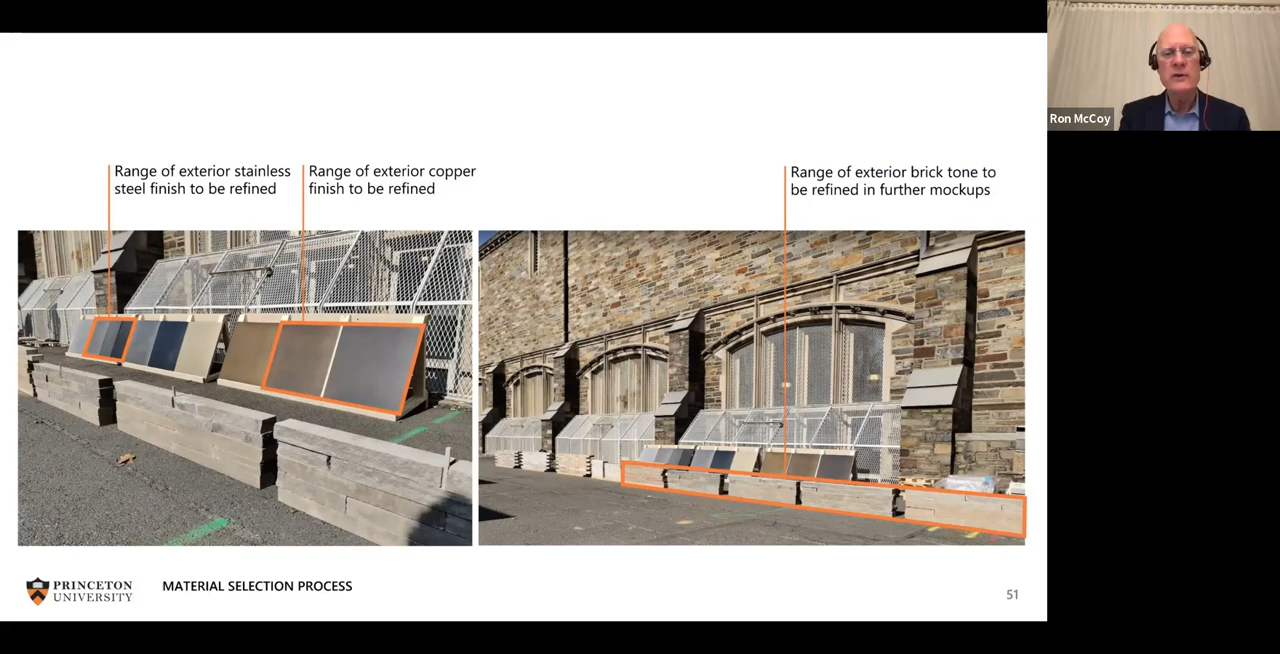 Ron McCoy
Range of exterior stainless
steel finish to be refined
Range of exterior copper
finish to be refined
Range of exterior brick tone to
be refined in further mockups
PRINCETON
UNIVERSITY
MATERIAL SELECTION PROCESS
51